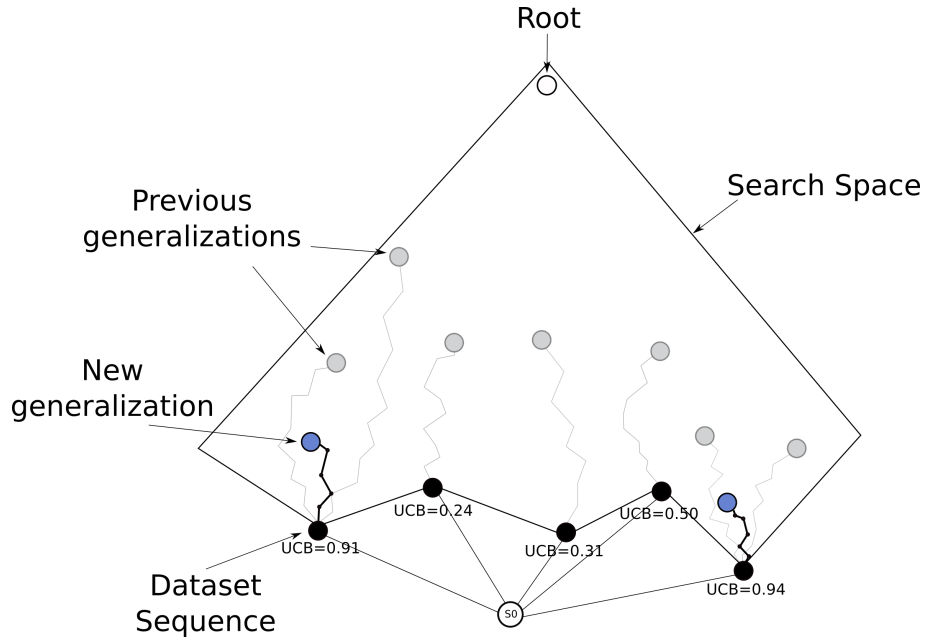 Root
Search Space
Previous
generalizations
New
generalization
UCB=0.24
UCB=0.50
UCB=0.91
UCB=0.31
Dataset
Sequence
UCB=0.94
S0